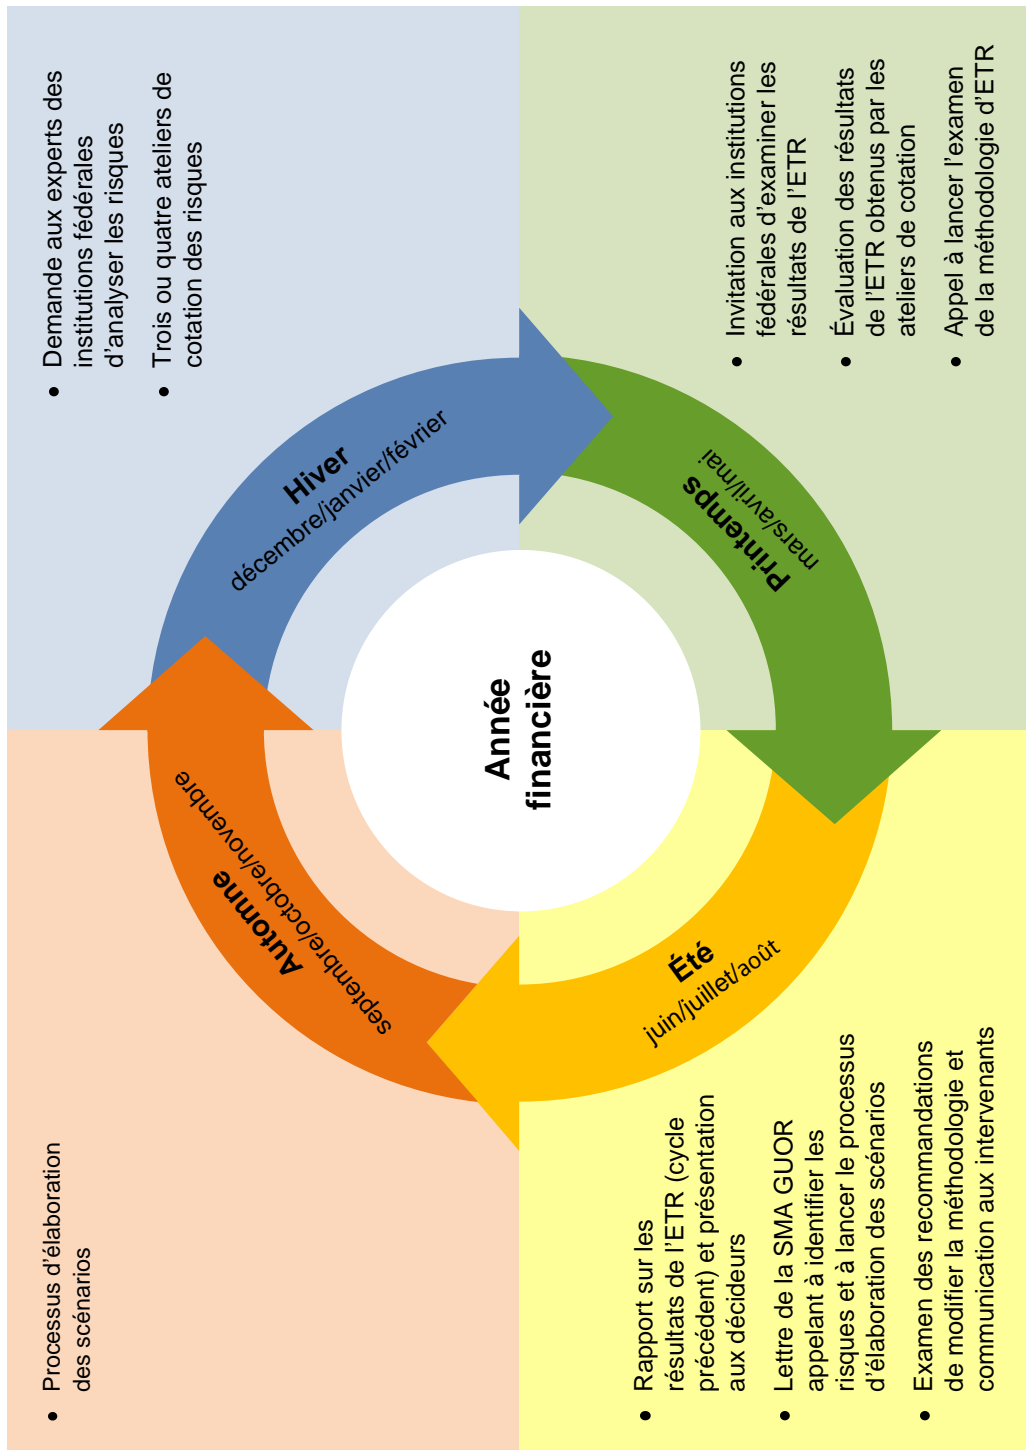 Processus d’élaboration
des scénarios
Demande aux experts des
institutions fédérales
d’analyser les risques
Trois ou quatre ateliers de
cotation des risques
Automne
septembre/octobre/novembre
Hiver
décembre/janvier/février
Année
financière
Été
juin/juillet/août
Printemps
mars/avril/mai
Rapport sur les
résultats de l’ETR (cycle
précédent) et présentation
aux décideurs
Lettre de la SMA GUOR
appelant à identifier les
risques et à lancer le processus
d’élaboration des scénarios
Examen des recommandations
de modifier la méthodologie et
communication aux intervenants
Invitation aux institutions
fédérales d’examiner les
résultats de l’ETR
Évaluation des résultats
de l’ETR obtenus par les
ateliers de cotation
Appel à lancer l’examen
de la méthodologie d’ETR